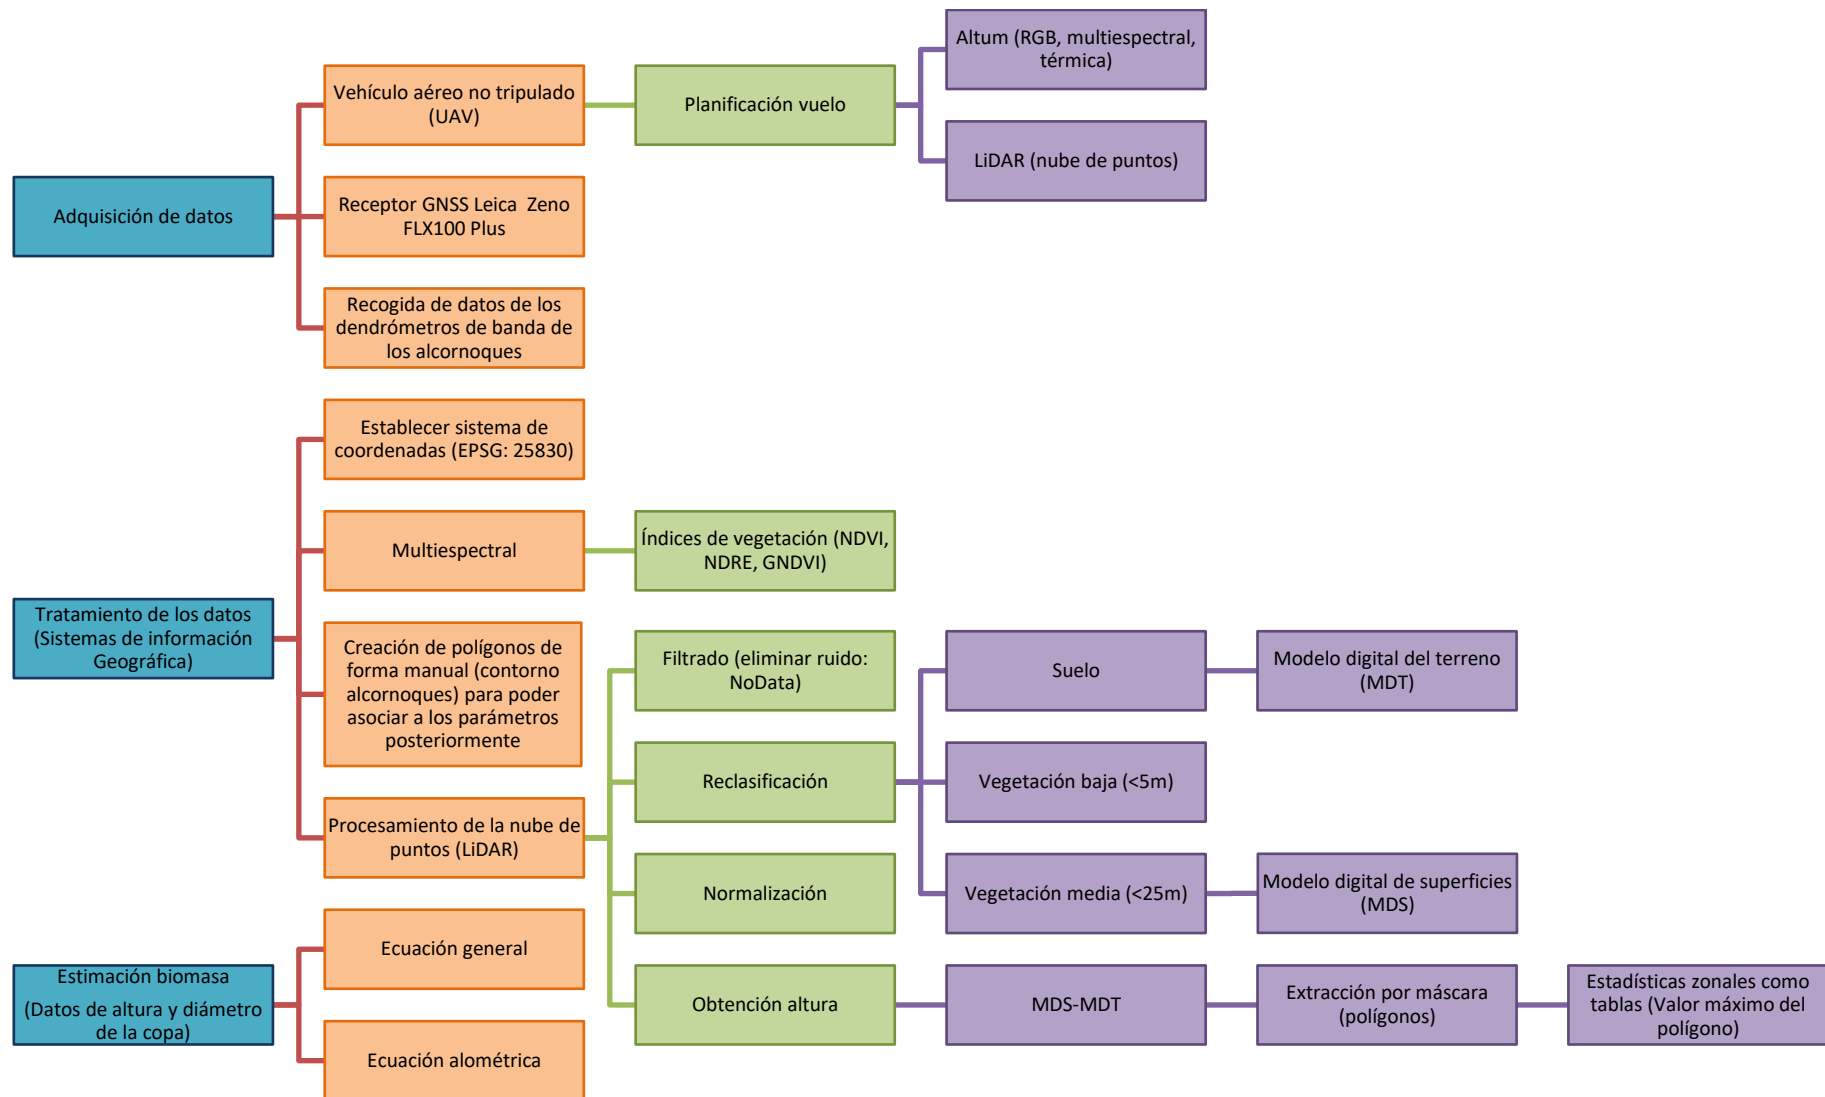 Adquisición de datos
Vehículo aéreo no tripulado
(UAV)
Planificación vuelo
Altum (RGB, multiespectral,
térmica)
LiDAR (nube de puntos)
Receptor GNSS Leica  Zeno
FLX100 Plus
Recogida de datos de los
dendrómetros de banda de
los alcornoques
Tratamiento de los datos
(Sistemas de información
Geográfica)
Establecer sistema de
coordenadas (EPSG: 25830)
Multiespectral
Índices de vegetación (NDVI,
NDRE, GNDVI)
Creación de polígonos de
forma manual (contorno
alcornoques) para poder
asociar a los parámetros
posteriormente
Procesamiento de la nube de
puntos (LiDAR)
Filtrado (eliminar ruido:
NoData)
Reclasificación
Suelo
Modelo digital del terreno
(MDT)
Vegetación baja (<5m)
Vegetación media (<25m)
Modelo digital de superficies
(MDS)
Normalización
Obtención altura
MDS-MDT
Extracción por máscara
(polígonos)
Estadísticas zonales como
tablas (Valor máximo del
polígono)
Estimación biomasa
(Datos de altura y diámetro
de la copa)
Ecuación general
Ecuación alométrica